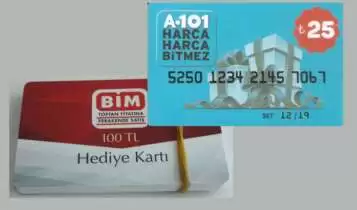 A-101
HARCA
HARCA
BİTMEZ
₺25
5250 1234 2145 7067
SKT 12/19
BİM
TOPTAN FİYATINA
PERAKENDE SATIŞ
100 TL
Hediye Kartı